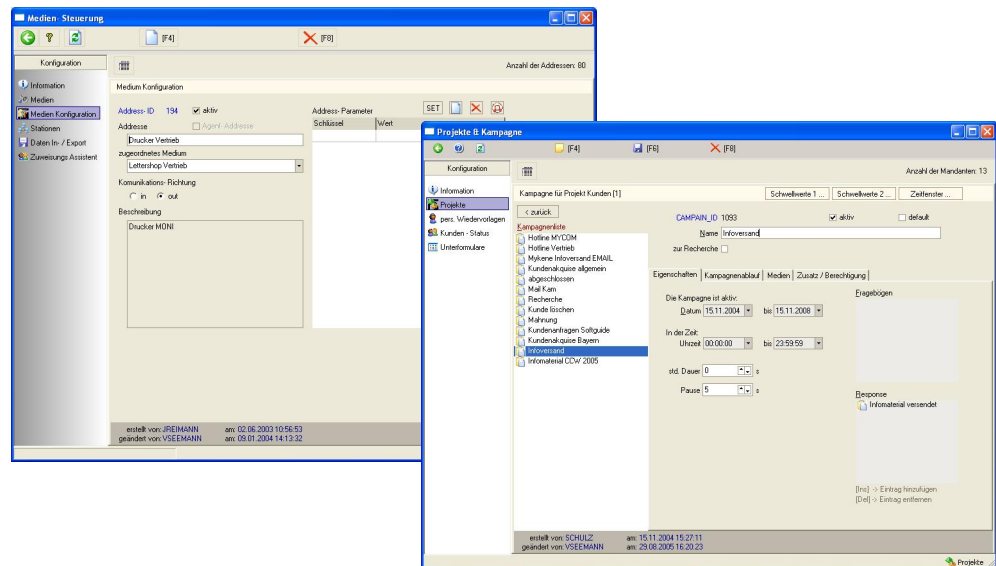 Medien- Steuerung
[F4]
[F8]
Konfiguration
Anzahl der Addressen: 80
Information
Medien
Medien Konfiguration
Stationen
Daten In- / Export
Zuweisungs Assistent
Medium Konfiguration
Address- ID 194 aktiv
Addresse Agent- Addresse
Drucker Vertrieb
zugeordnetes Medium
Lettershop Vertrieb
Komunikations- Richtung
in out
Beschreibung
Drucker MONI
Address- Parameter
SET
Schlüssel Wert
erstellt von: JREIMANN am: 02.06.2003 10:56:53
geändert von: VSEEMANN am: 09.01.2004 14:13:32
Projekte & Kampagne
[F4] [F6] [F8]
Konfiguration
Anzahl der Mandanten: 13
Information
Projekte
pers. Wiedervorlagen
Kunden - Status
Unterformulare
Kampagne für Projekt Kunden [1]
Schwellwerte 1 ...
Schwellwerte 2 ...
Zeitfenster ...
< zurück
Kampagnenliste
Hotline MYCOM
Hotline Vertrieb
Mykene Infoversand EMAIL
Kundenakquise allgemein
abgeschlossen
Mail Kam
Recherche
Kunde löschen
Mahnung
Kundenanfragen Softguide
Kundenakquise Bayern
Infoversand
Infomaterial CCW 2005
CAMPAIN_ID 1093 aktiv default
Name Infoversand
zur Recherche
Eigenschaften Kampagnenablauf Medien Zusatz / Berechtigung
Die Kampagne ist aktiv:
Datum 15.11.2004 bis 15.11.2008
In der Zeit:
Uhrzeit 00:00:00 bis 23:59:59
std. Dauer 0 s
Pause 5 s
Fragebögen
Response
Infomaterial versendet
[Ins] -> Eintrag hinzufügen
[Del] -> Eintrag entfernen
erstellt von: SCHULZ am: 15.11.2004 15:27:11
geändert von: VSEEMANN am: 29.08.2005 16:20:23
Projekte